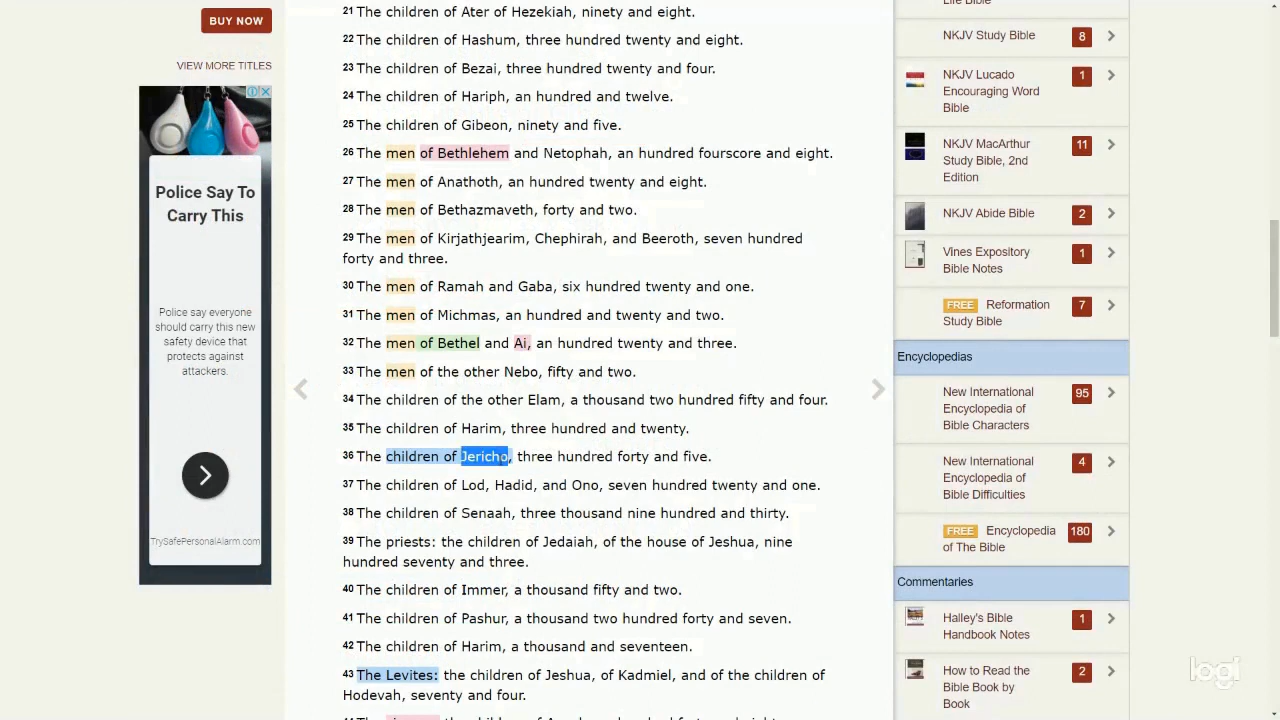 BUY NOW
VIEW MORE TITLES
Police Say To
Carry This
Police say everyone
should carry this new
safety device that
protects against
attackers.
TrySafePersonalAlarm.com
21 The children of Ater of Hezekiah, ninety and eight.
22 The children of Hashum, three hundred twenty and eight.
23 The children of Bezai, three hundred twenty and four.
24 The children of Hariph, an hundred and twelve.
25 The children of Gibeon, ninety and five.
26 The men of Bethlehem and Netophah, an hundred fourscore and eight.
27 The men of Anathoth, an hundred twenty and eight.
28 The men of Bethazmaveth, forty and two.
29 The men of Kirjathjearim, Chephirah, and Beeroth, seven hundred
forty and three.
30 The men of Ramah and Gaba, six hundred twenty and one.
31 The men of Michmas, an hundred and twenty and two.
32 The men of Bethel and Ai, an hundred twenty and three.
33 The men of the other Nebo, fifty and two.
34 The children of the other Elam, a thousand two hundred fifty and four.
35 The children of Harim, three hundred and twenty.
36 The children of Jericho, three hundred forty and five.
37 The children of Lod, Hadid, and Ono, seven hundred twenty and one.
38 The children of Senaah, three thousand nine hundred and thirty.
39 The priests: the children of Jedaiah, of the house of Jeshua, nine
hundred seventy and three.
40 The children of Immer, a thousand fifty and two.
41 The children of Pashur, a thousand two hundred forty and seven.
42 The children of Harim, a thousand and seventeen.
43 The Levites: the children of Jeshua, of Kadmiel, and of the children of
Hodevah, seventy and four.
NKJV Study Bible 8
NKJV Lucado 1
Encouraging Word
Bible
NKJV MacArthur 11
Study Bible, 2nd
Edition
NKJV Abide Bible 2
Vines Expository 1
Bible Notes
FREE Reformation 7
Study Bible
Encyclopedias
New International 95
Encyclopedia of
Bible Characters
New International 4
Encyclopedia of
Bible Difficulties
FREE Encyclopedia 180
of The Bible
Commentaries
Halley's Bible 1
Handbook Notes
How to Read the 2
Bible Book by
Book
logi